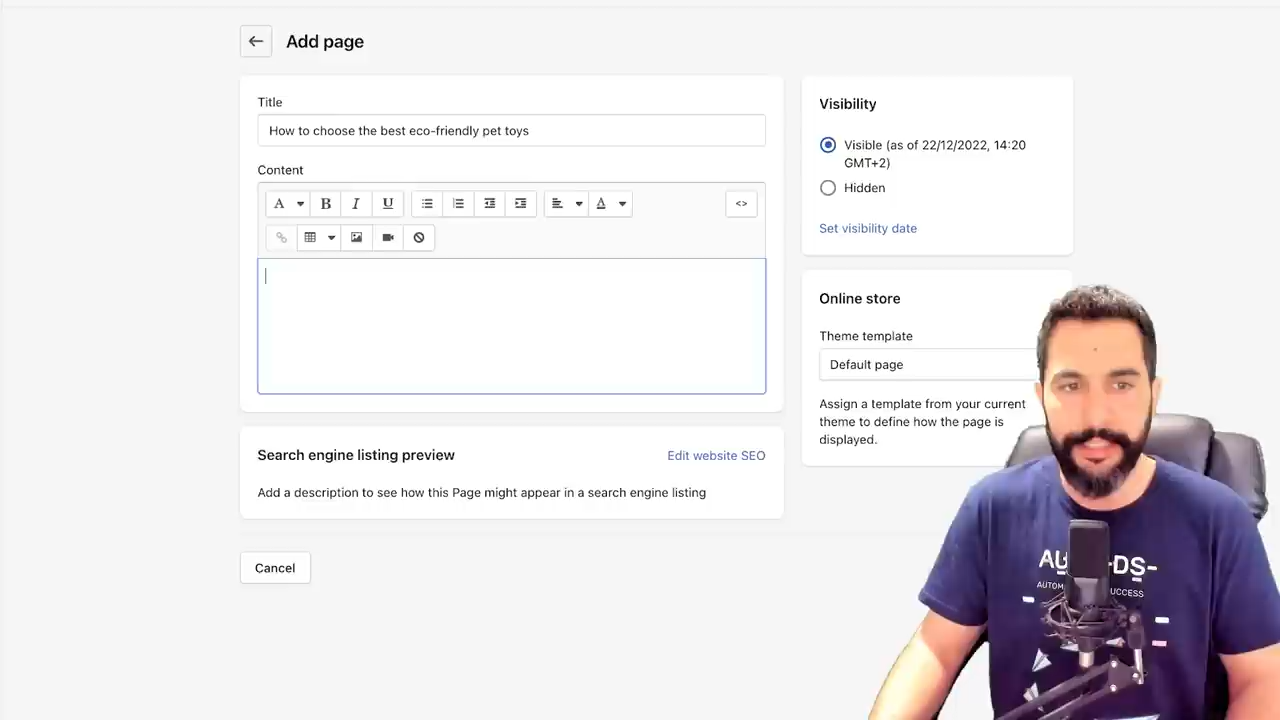 Add page
Title
How to choose the best eco-friendly pet toys
Content
A
B
I
U
A
<>
Search engine listing preview
Edit website SEO
Add a description to see how this Page might appear in a search engine listing
Cancel
Visibility
Visible (as of 22/12/2022, 14:20
GMT+2)
Hidden
Set visibility date
Online store
Theme template
Default page
Assign a template from your current
theme to define how the page is
displayed.